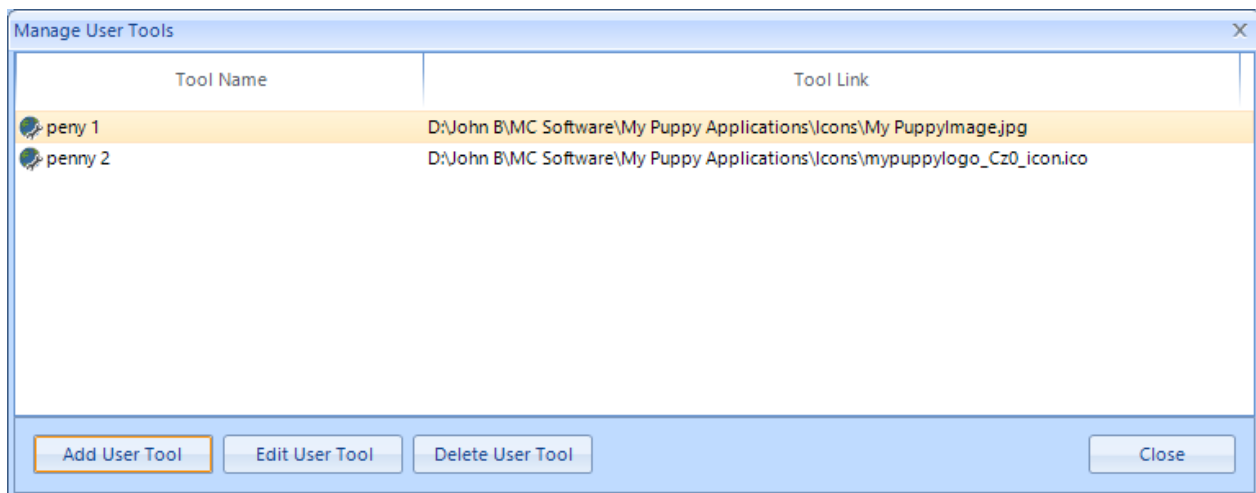 Manage User Tools
Tool Name Tool Link
peny 1 D:\John B\MC Software\My Puppy Applications\Icons\My PuppyImage.jpg
penny 2 D:\John B\MC Software\My Puppy Applications\Icons\mypuppylogo_Cz0_icon.ico
Add User Tool Edit User Tool Delete User Tool Close